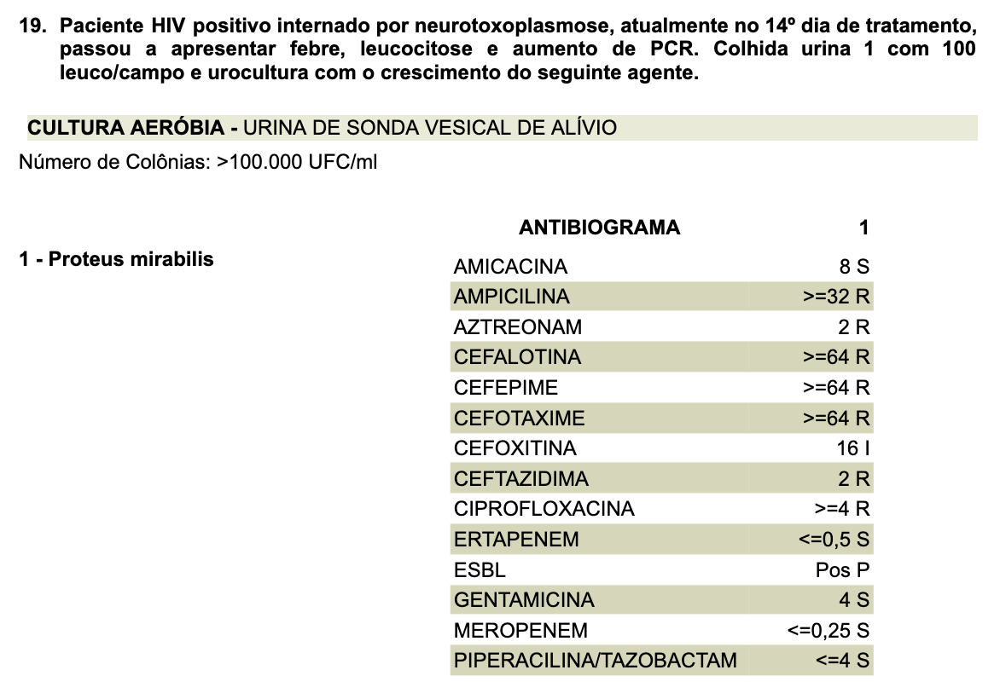 19. Paciente HIV positivo internado por neurotoxoplasmose, atualmente no 14º dia de tratamento,
passou a apresentar febre, leucocitose e aumento de PCR. Colhida urina 1 com 100
leuco/campo e urocultura com o crescimento do seguinte agente.
CULTURA AERÓBIA - URINA DE SONDA VESICAL DE ALÍVIO
Número de Colônias: >100.000 UFC/ml
ANTIBIOGRAMA 1
1 - Proteus mirabilis
AMICACINA 8 S
AMPICILINA >=32 R
AZTREONAM 2 R
CEFALOTINA >=64 R
CEFEPIME >=64 R
CEFOTAXIME >=64 R
CEFOXITINA 16 I
CEFTAZIDIMA 2 R
CIPROFLOXACINA >=4 R
ERTAPENEM <=0,5 S
ESBL Pos P
GENTAMICINA 4 S
MEROPENEM <=0,25 S
PIPERACILINA/TAZOBACTAM <=4 S